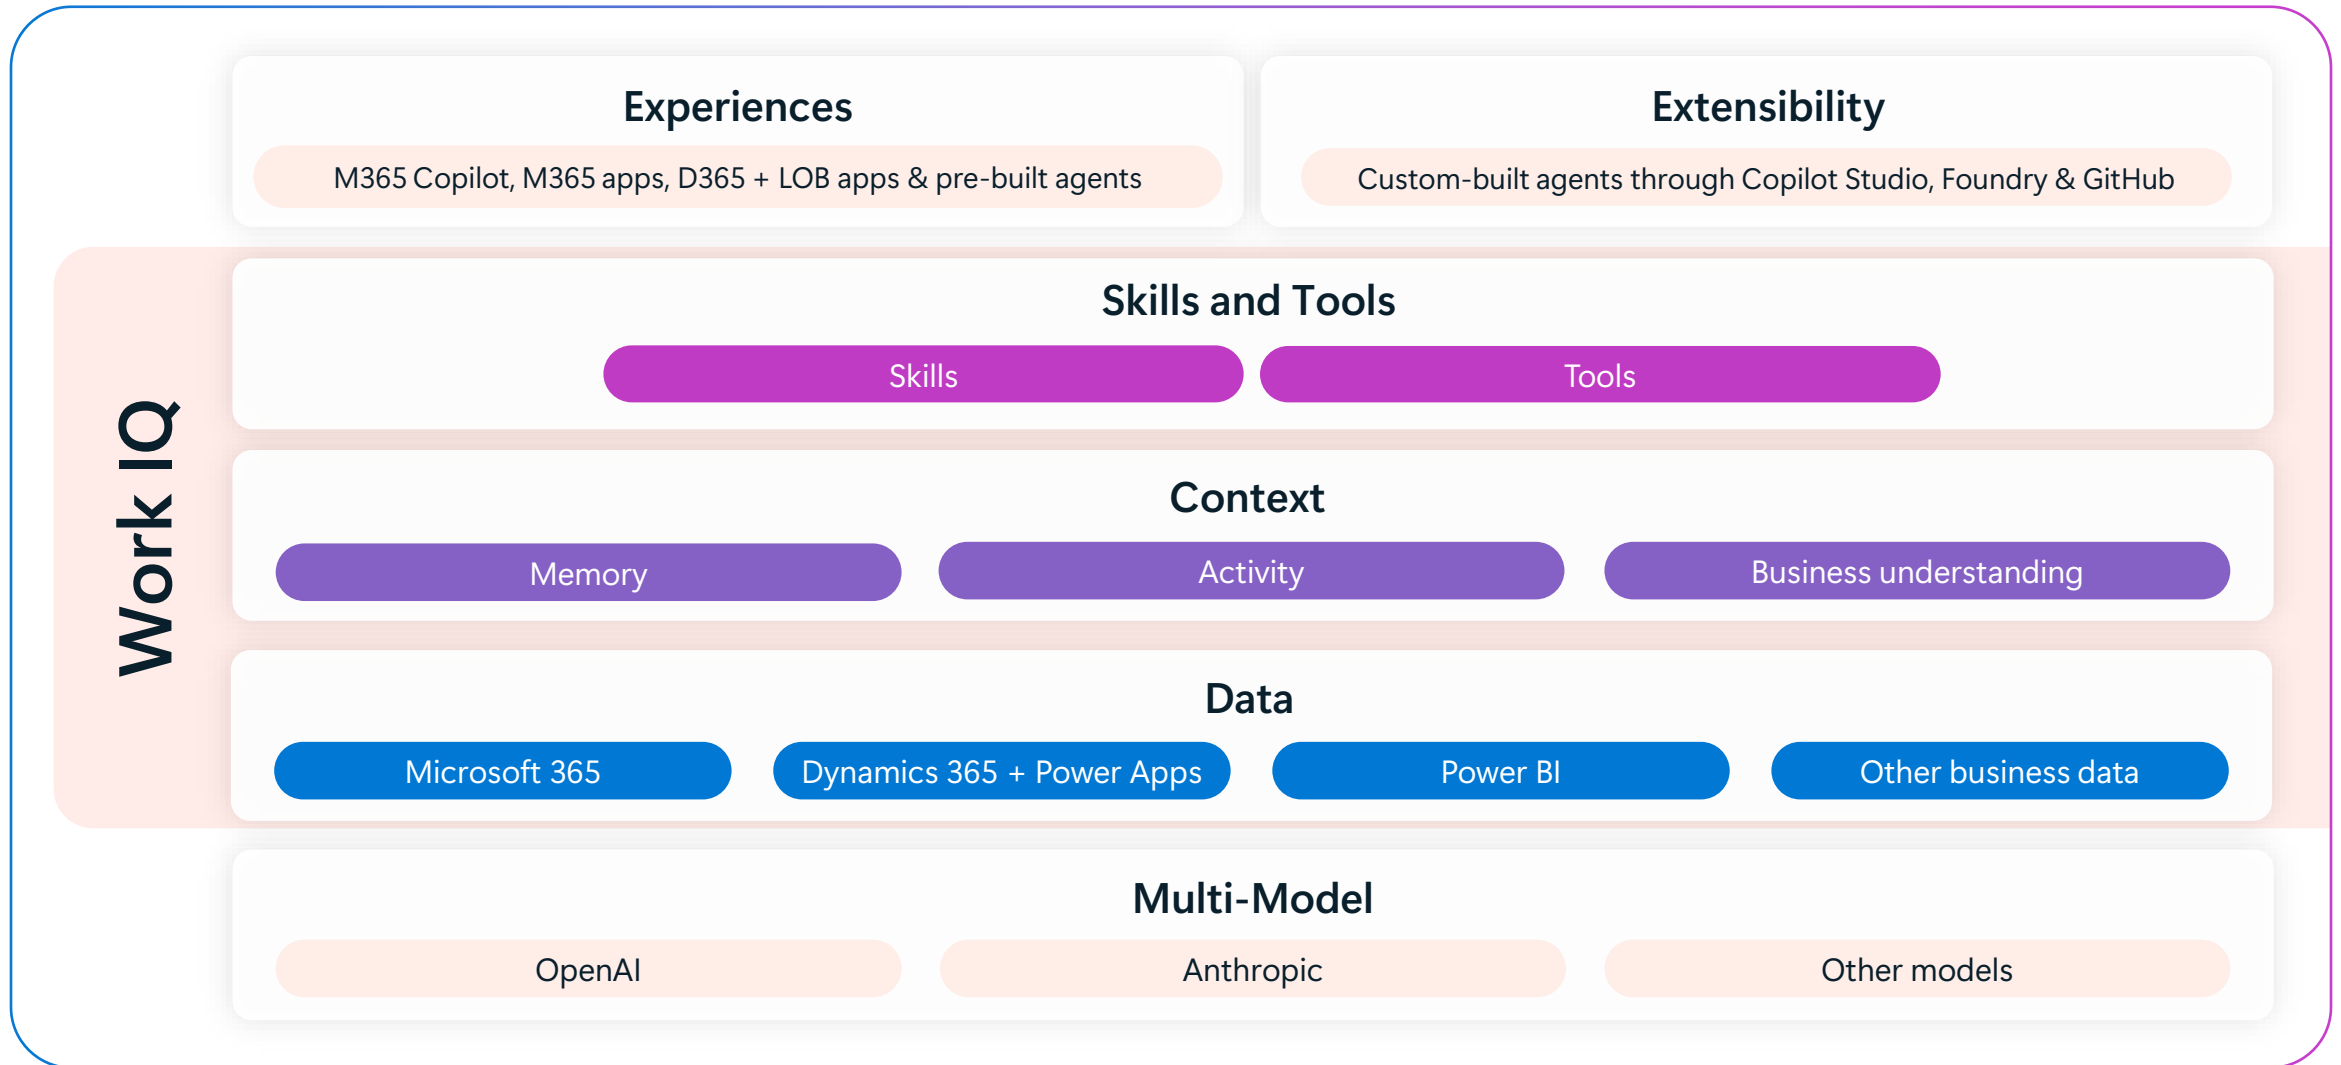 Experiences
M365 Copilot, M365 apps, D365 + LOB apps & pre-built agents
Extensibility
Custom-built agents through Copilot Studio, Foundry & GitHub
Work IQ
Skills and Tools
Skills
Tools
Context
Memory
Activity
Business understanding
Data
Microsoft 365
Dynamics 365 + Power Apps
Power BI
Other business data
Multi-Model
OpenAI
Anthropic
Other models